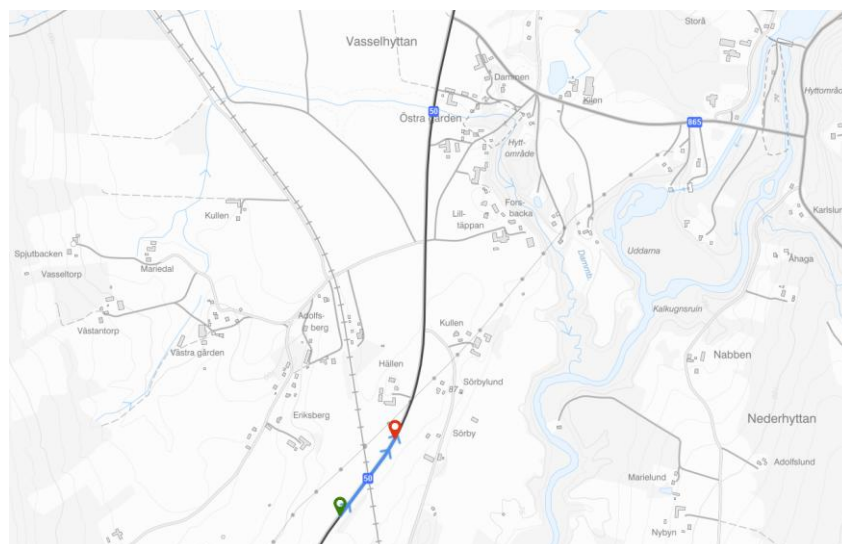 Storå
Vasselhyttan
Dammen
Hyttområde
50
Östra gården
Kien
865
Hytt-
område
Kullen
Fors-
backa
Karlslund
Lill-
täppan
Spjutbacken
Mariedal
Uddarna
Åhaga
Vasseltorp
Dammb.
Kalkugnsruin
Västantorp
Adolfs-
berg
Kullen
Västra gården
Hällen
Nabben
Sörbylund
87
Eriksberg
Nederhyttan
Sörby
Adolfslund
50
Marielund
Nybyn